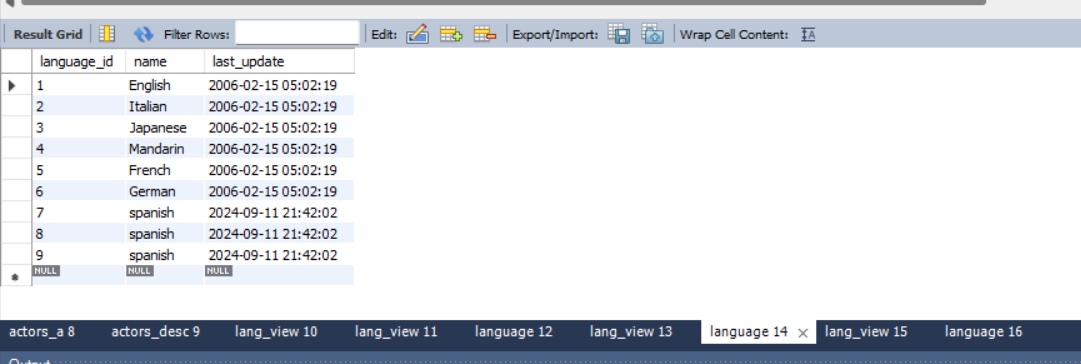 Result Grid Filter Rows: Edit: Export/Import: Wrap Cell Content: IA
language_id name last_update
1 English 2006-02-15 05:02:19
2 Italian 2006-02-15 05:02:19
3 Japanese 2006-02-15 05:02:19
4 Mandarin 2006-02-15 05:02:19
5 French 2006-02-15 05:02:19
6 German 2006-02-15 05:02:19
7 spanish 2024-09-11 21:42:02
8 spanish 2024-09-11 21:42:02
9 spanish 2024-09-11 21:42:02
NULL NULL NULL
actors_a 8 actors_desc 9 lang_view 10 lang_view 11 language 12 lang_view 13 language 14 × lang_view 15 language 16
Output